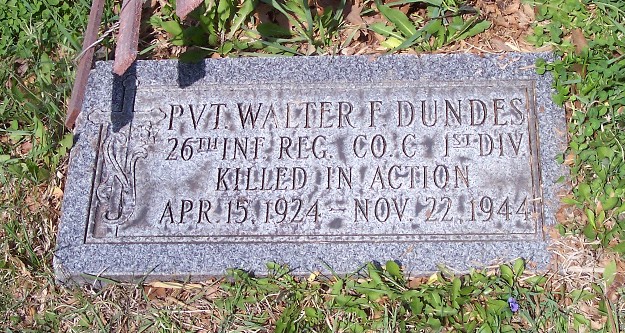 PVT. WALTER F. DUNDES
26TH INF. REG. CO. C 1ST DIV.
KILLED IN ACTION
APR. 15, 1924 – NOV. 22, 1944